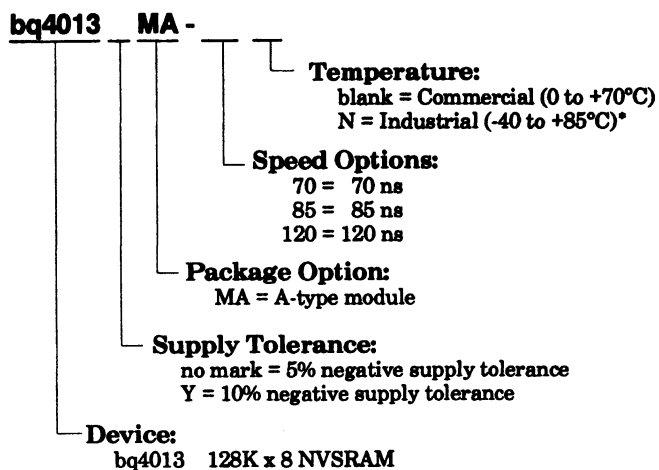 bq4013 MA -
Temperature:
blank = Commercial (0 to +70°C)
N = Industrial (-40 to +85°C)*
Speed Options:
70 = 70 ns
85 = 85 ns
120 = 120 ns
Package Option:
MA = A-type module
Supply Tolerance:
no mark = 5% negative supply tolerance
Y = 10% negative supply tolerance
Device:
bq4013 128K x 8 NVSRAM